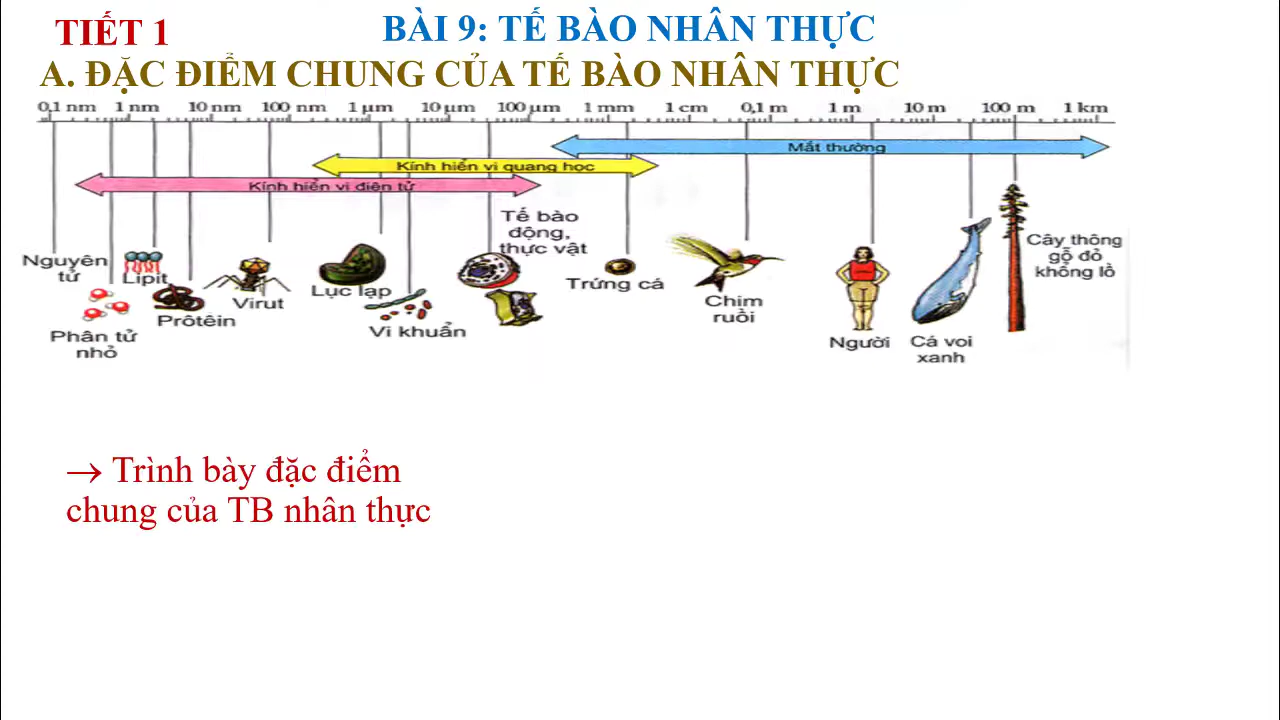 TIẾT 1
BÀI 9: TẾ BÀO NHÂN THỰC
A. ĐẶC ĐIỂM CHUNG CỦA TẾ BÀO NHÂN THỰC
0,1 nm 1 nm 10 nm 100 nm 1 µm 10 µm 100 µm 1 mm 1 cm 0,1 m 1 m 10 m 100 m 1 km
Mắt thường
Kính hiển vi quang học
Kính hiển vi điện tử
Nguyên
tử
Phân tử
nhỏ
Lipit
Prôtêin
Virut
Lục lạp
Vi khuẩn
Tế bào
động,
thực vật
Trứng cá
Chim
ruồi
Người
Cá voi
xanh
Cây thông
gỗ đỏ
khổng lồ
→ Trình bày đặc điểm
chung của TB nhân thực